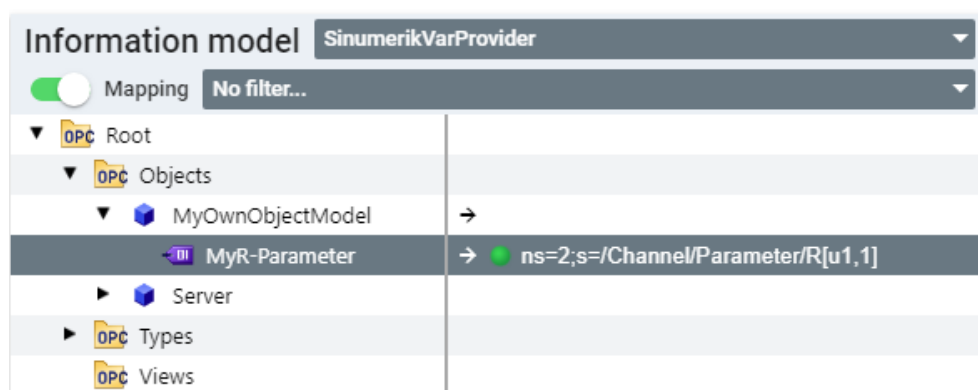 Information model SinumerikVarProvider
Mapping No filter...
OPC Root
OPC Objects
MyOwnObjectModel →
DI MyR-Parameter → ns=2;s=/Channel/Parameter/R[u1,1]
Server
OPC Types
OPC Views